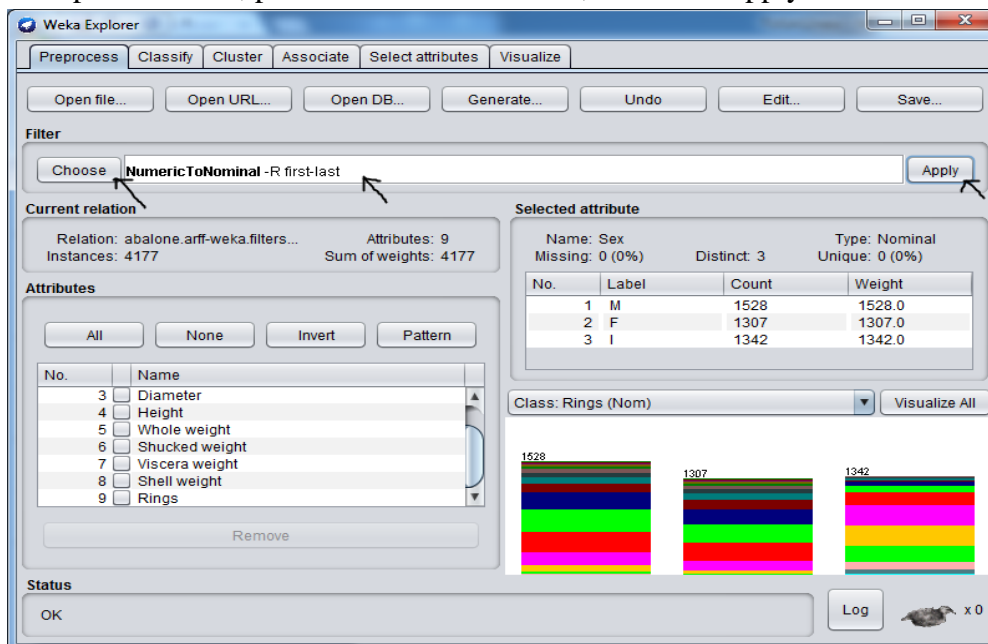 Weka Explorer
Preprocess Classify Cluster Associate Select attributes Visualize
Open file... Open URL... Open DB... Generate... Undo Edit... Save...
Filter
Choose NumericToNominal -R first-last Apply
Current relation
Relation: abalone.arff-weka.filters... Attributes: 9
Instances: 4177 Sum of weights: 4177
Attributes
All None Invert Pattern
No. Name
3 Diameter
4 Height
5 Whole weight
6 Shucked weight
7 Viscera weight
8 Shell weight
9 Rings
Remove
Selected attribute
Name: Sex Type: Nominal
Missing: 0 (0%) Distinct: 3 Unique: 0 (0%)
No. Label Count Weight
1 M 1528 1528.0
2 F 1307 1307.0
3 I 1342 1342.0
Class: Rings (Nom) Visualize All
1528 1307 1342
Status
OK
Log x 0